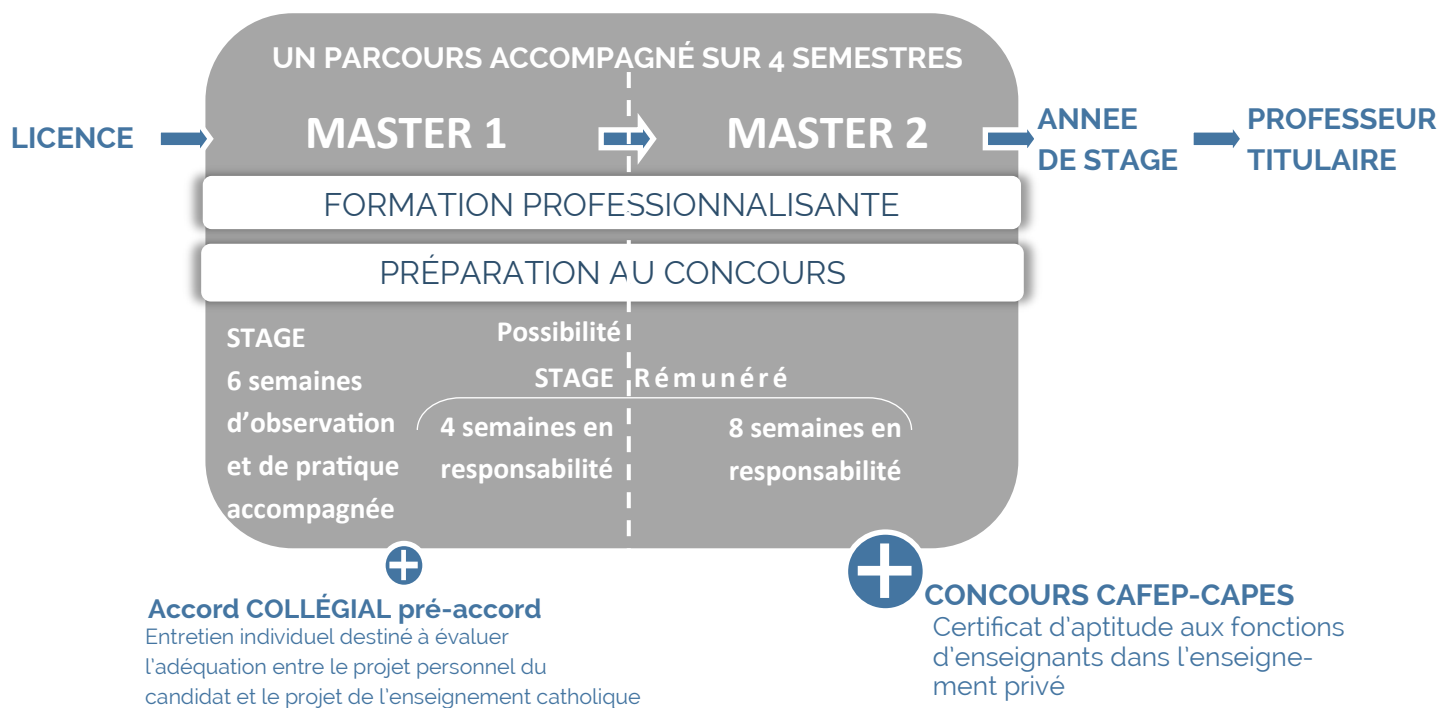 UN PARCOURS ACCOMPAGNÉ SUR 4 SEMESTRES
LICENCE
MASTER 1
MASTER 2
ANNEE
DE STAGE
PROFESSEUR
TITULAIRE
FORMATION PROFESSIONNALISANTE
PRÉPARATION AU CONCOURS
STAGE
6 semaines
d’observation
et de pratique
accompagnée
Possibilité
STAGE Rémunéré
4 semaines en
responsabilité
8 semaines en
responsabilité
Accord COLLÉGIAL pré-accord
Entretien individuel destiné à évaluer
l’adéquation entre le projet personnel du
candidat et le projet de l’enseignement catholique
CONCOURS CAFEP-CAPES
Certificat d’aptitude aux fonctions
d’enseignants dans l’enseigne-
ment privé